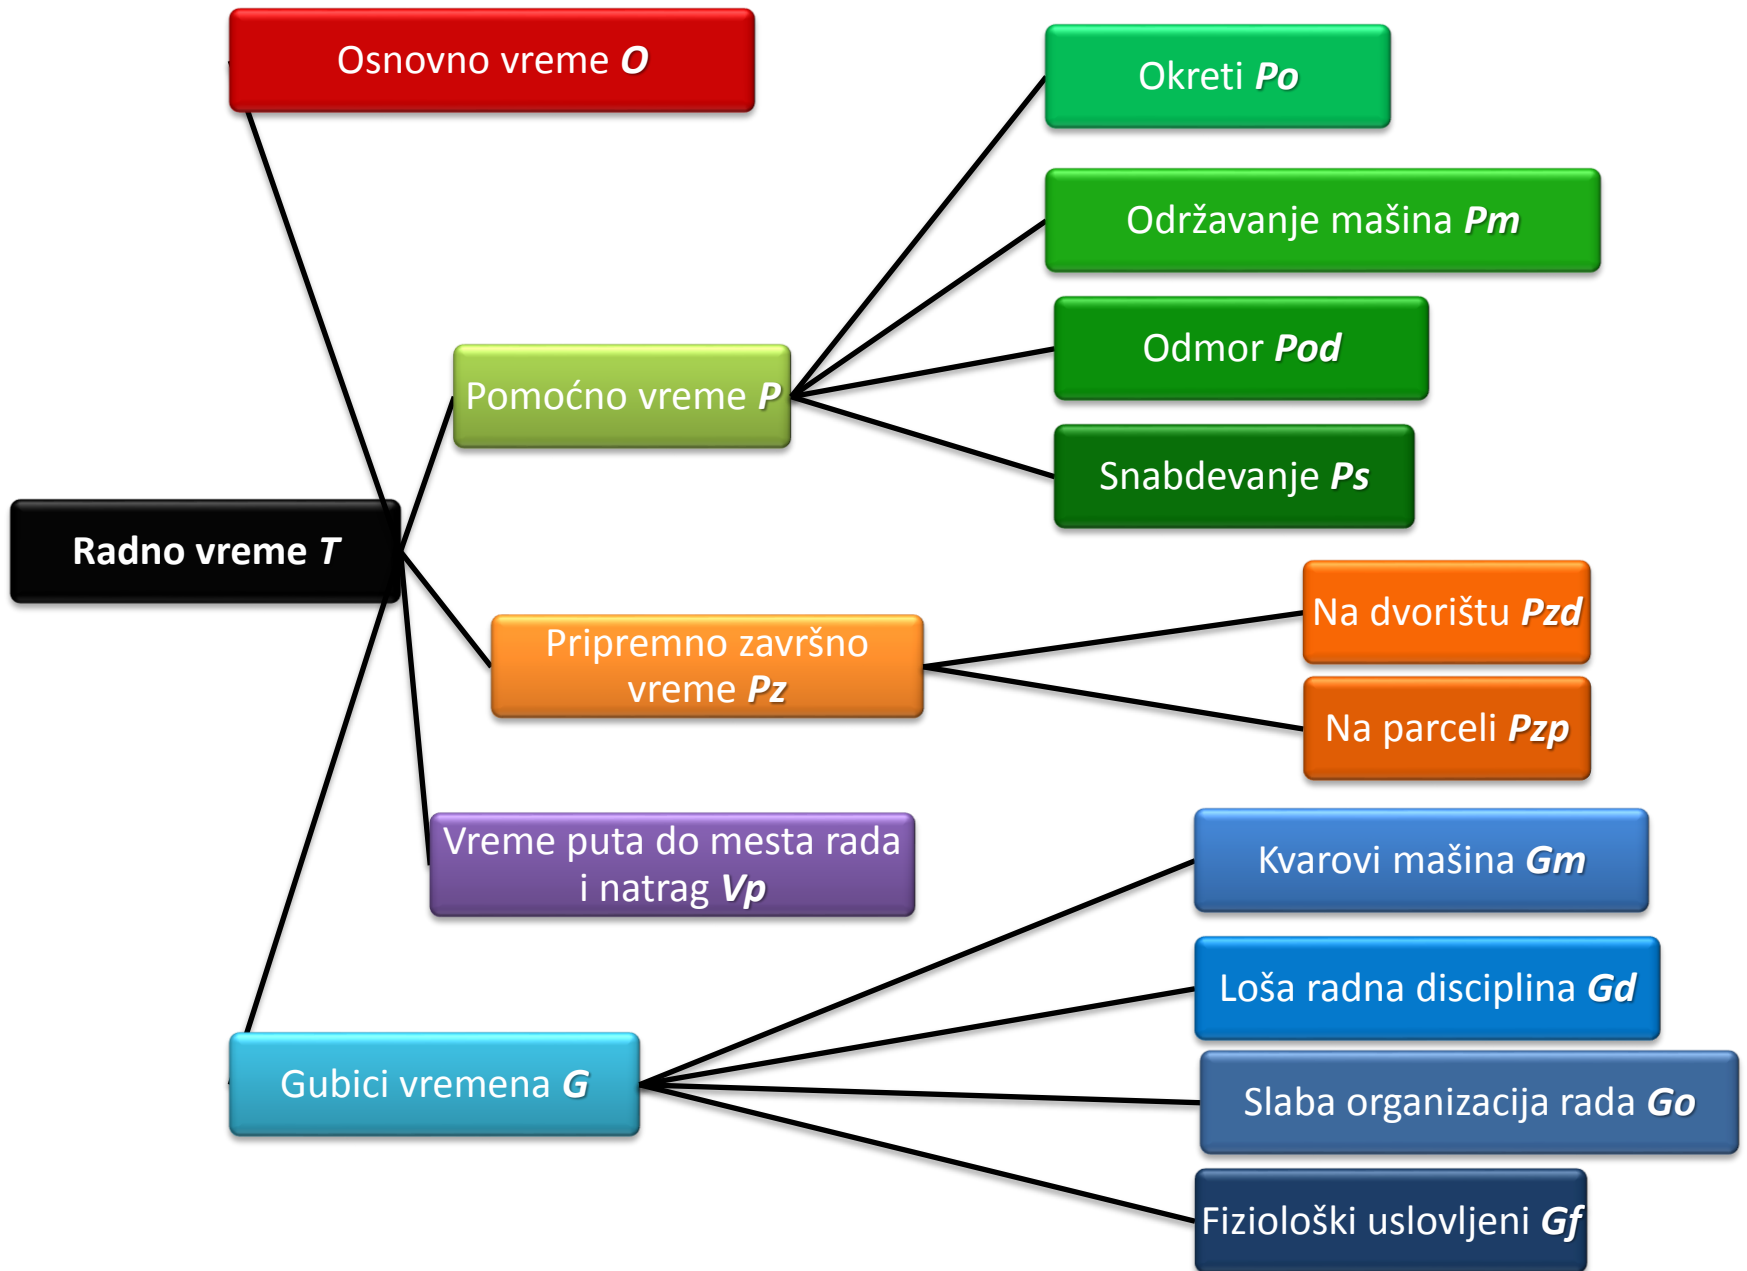 Osnovno vreme O
Okreti Po
Održavanje mašina Pm
Odmor Pod
Pomoćno vreme P
Snabdevanje Ps
Radno vreme T
Na dvorištu Pzd
Pripremno završno
vreme Pz
Na parceli Pzp
Vreme puta do mesta rada
i natrag Vp
Kvarovi mašina Gm
Loša radna disciplina Gd
Gubici vremena G
Slaba organizacija rada Go
Fiziološki uslovljeni Gf